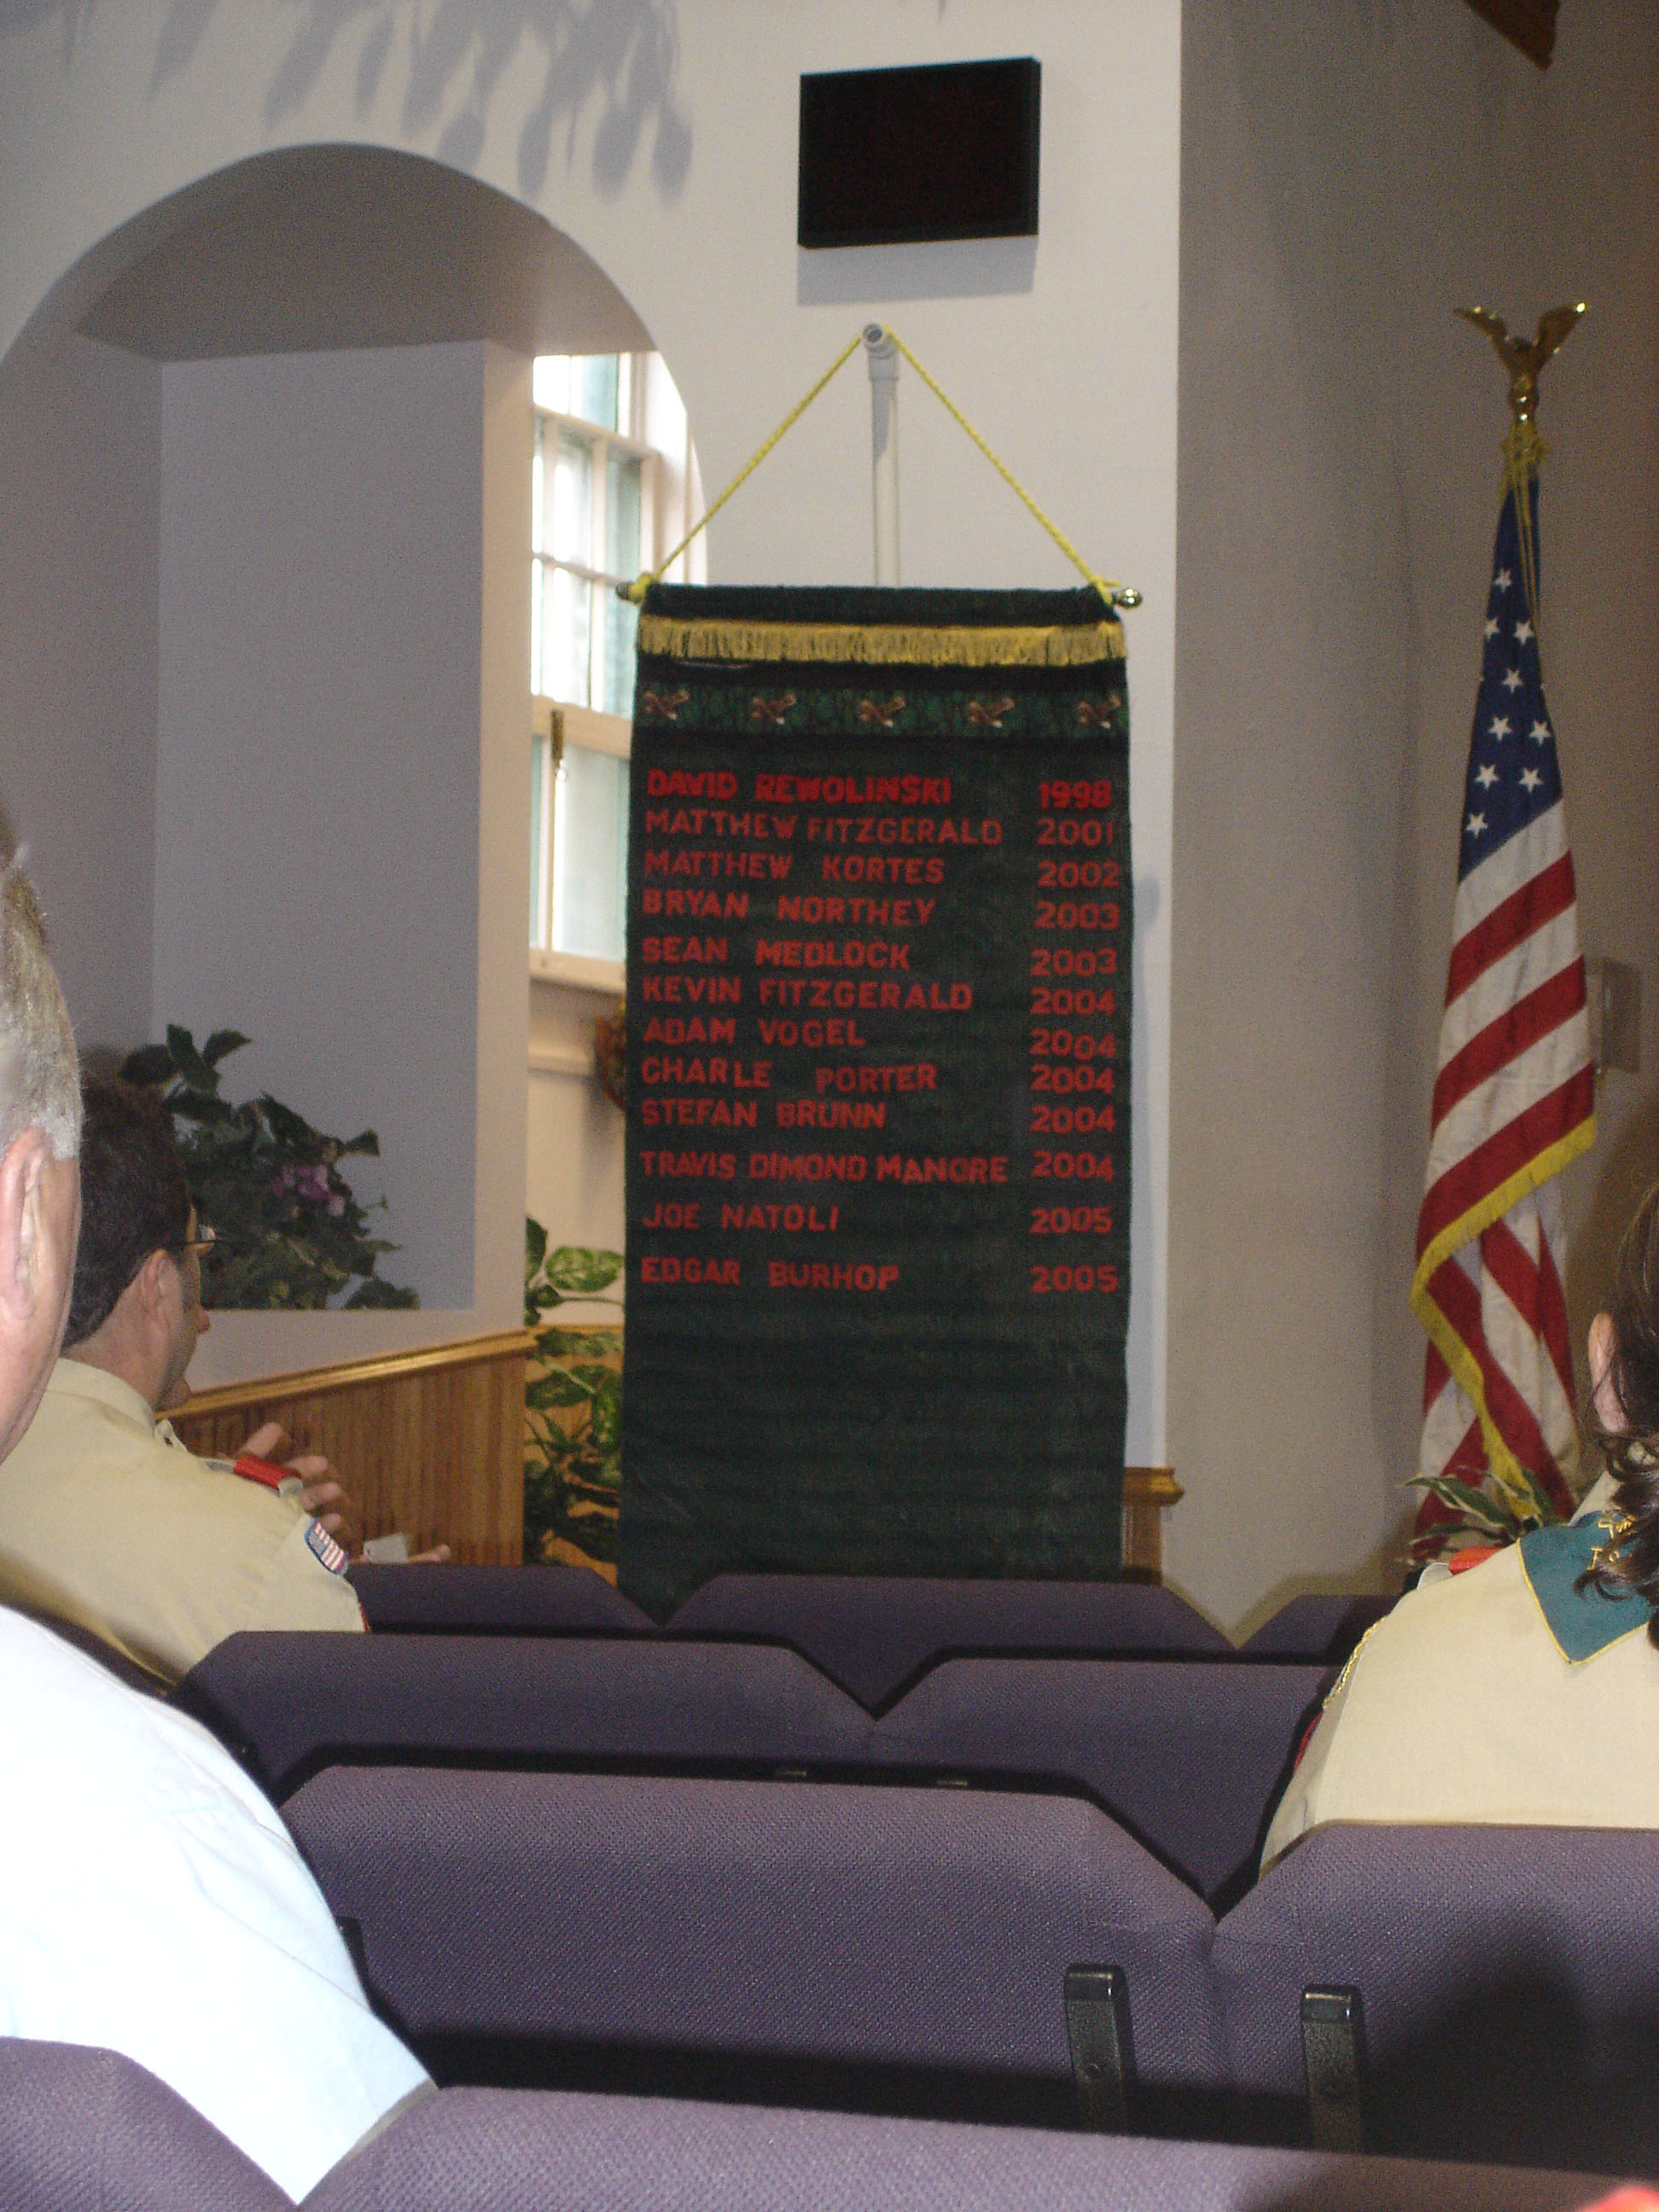 DAVID REWOLINSKI 1998
MATTHEW FITZGERALD 2001
MATTHEW KORTES 2002
BRYAN NORTHEY 2003
SEAN MEDLOCK 2003
KEVIN FITZGERALD 2004
ADAM VOGEL 2004
CHARLE PORTER 2004
STEFAN BRUNN 2004
TRAVIS DIMOND MANORE 2004
JOE NATOLI 2005
EDGAR BURHOP 2005